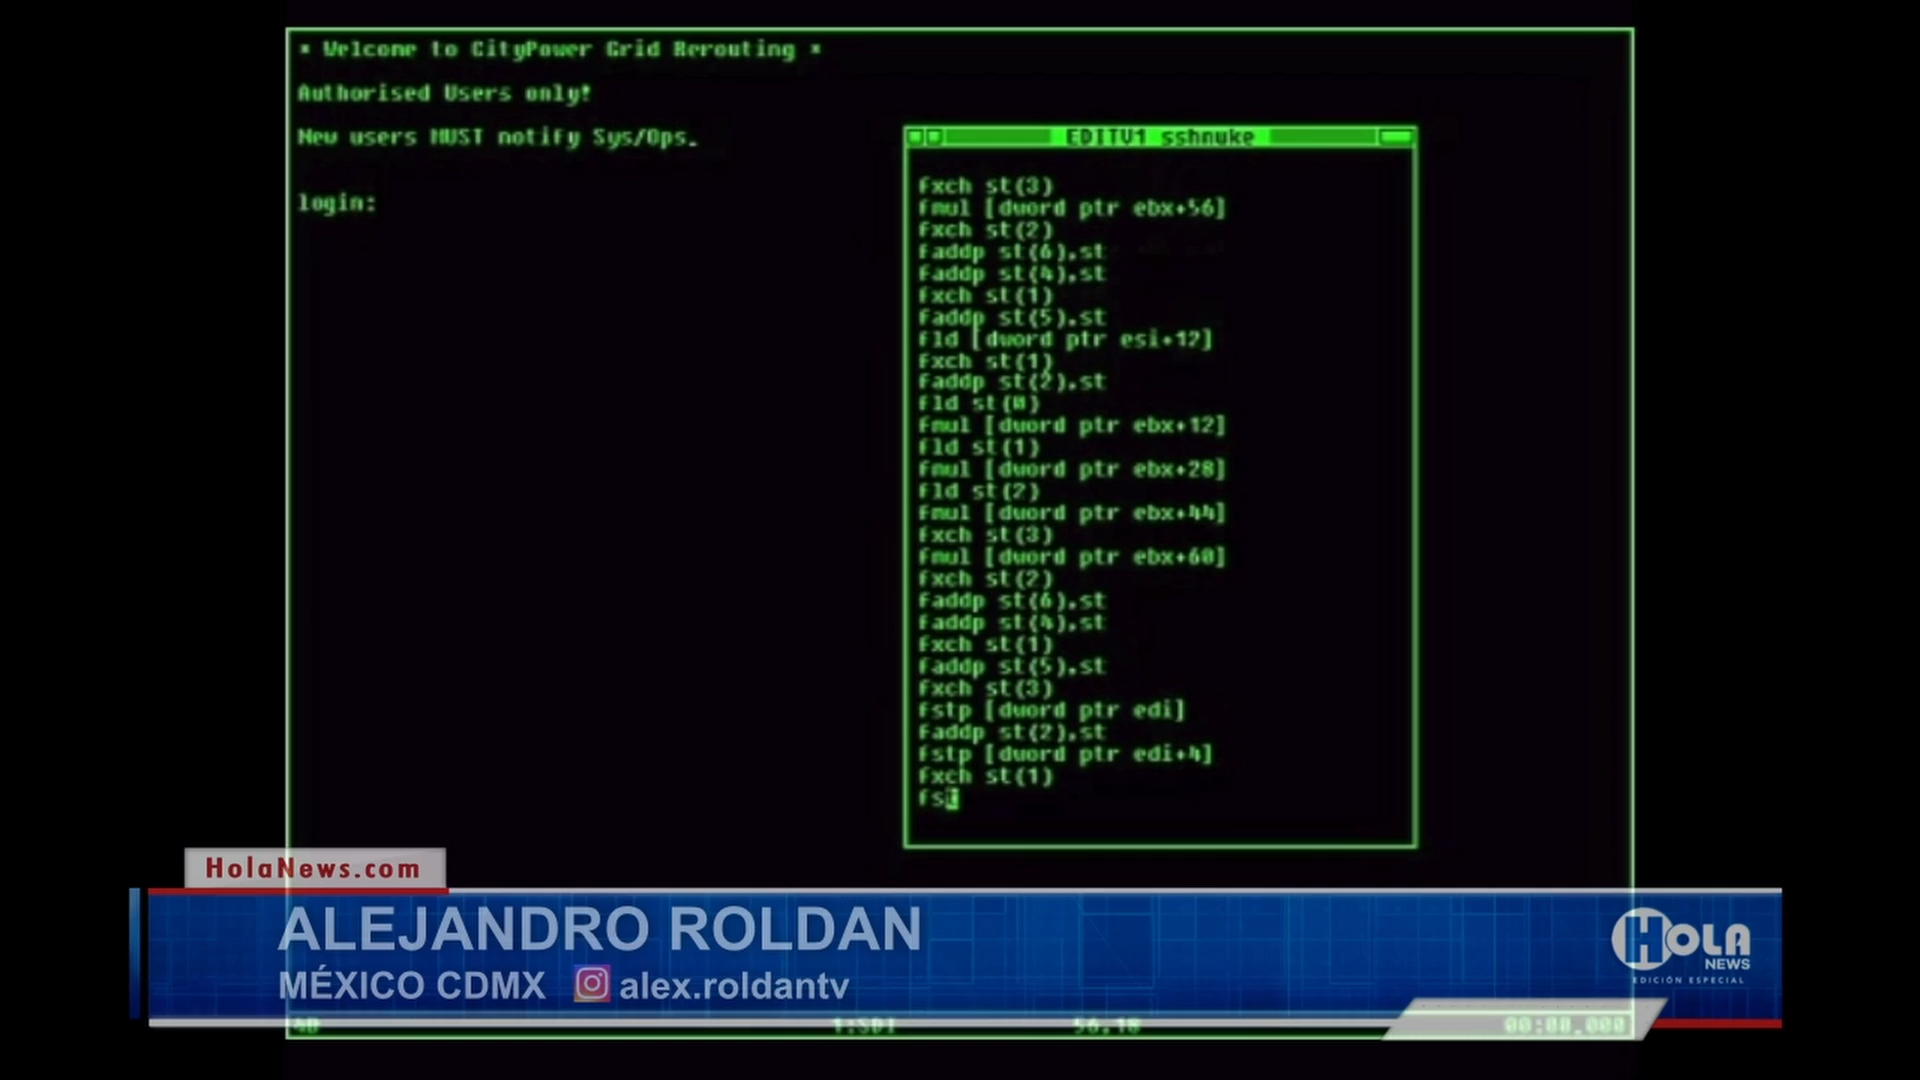 * Welcome to CityPower Grid Rerouting *
Authorised Users only!
New users MUST notify Sys/Ops.
login:
EDITV1 sshnuke
fxch st(3)
fmul [dword ptr ebx+56]
fxch st(2)
faddp st(6),st
faddp st(4),st
fxch st(1)
faddp st(5),st
fld [dword ptr esi+12]
fxch st(1)
faddp st(2),st
fld st(0)
fmul [dword ptr ebx+12]
fld st(1)
fmul [dword ptr ebx+28]
fld st(2)
fmul [dword ptr ebx+44]
fxch st(3)
fmul [dword ptr ebx+60]
fxch st(2)
faddp st(6),st
faddp st(4),st
fxch st(1)
faddp st(5),st
fxch st(3)
fstp [dword ptr edi]
faddp st(2),st
fstp [dword ptr edi+4]
fxch st(1)
fst
HolaNews.com
ALEJANDRO ROLDAN
MÉXICO CDMX alex.roldantv
HOLA
NEWS
EDICIÓN ESPECIAL